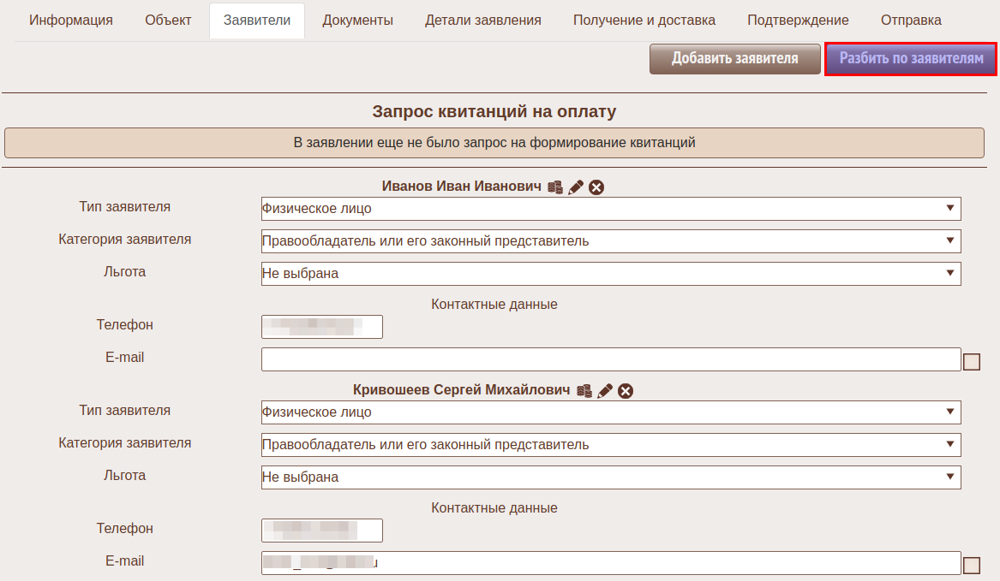 Информация Объект Заявители Документы Детали заявления Получение и доставка Подтверждение Отправка
Добавить заявителя Разбить по заявителям
Запрос квитанций на оплату
В заявлении еще не было запрос на формирование квитанций
Иванов Иван Иванович
Тип заявителя Физическое лицо
Категория заявителя Правообладатель или его законный представитель
Льгота Не выбрана
Контактные данные
Телефон
E-mail
Кривошеев Сергей Михайлович
Тип заявителя Физическое лицо
Категория заявителя Правообладатель или его законный представитель
Льгота Не выбрана
Контактные данные
Телефон
E-mail